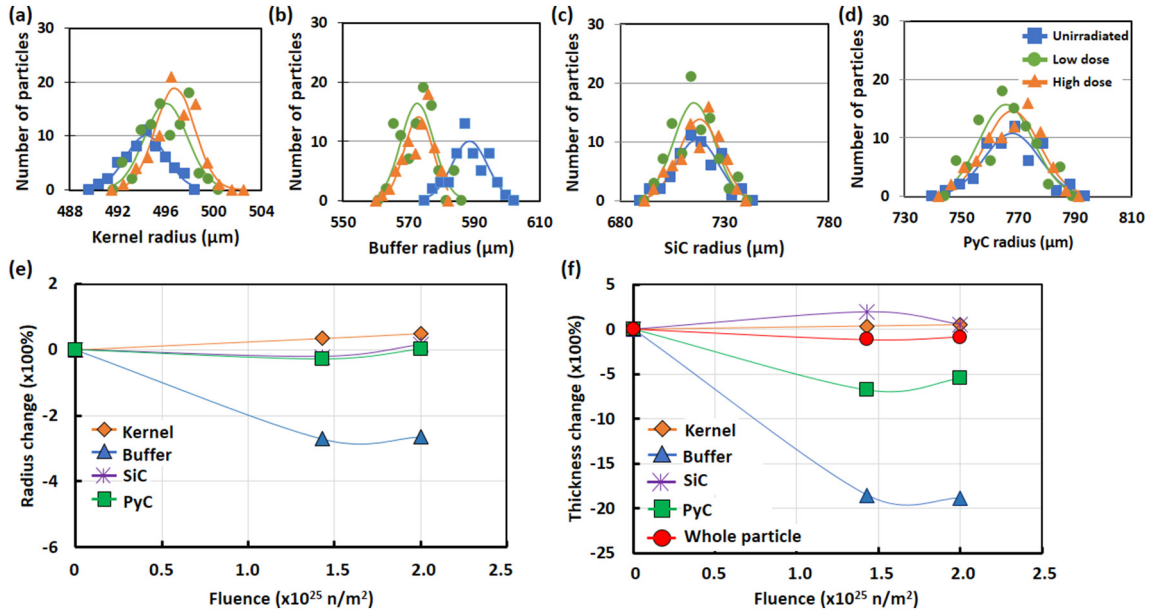 (a)
Number of particles
30
20
10
0
488 492 496 500 504
Kernel radius (µm)
(b)
Number of particles
30
20
10
0
550 570 590 610
Buffer radius (µm)
(c)
Number of particles
30
20
10
0
680 730 780
SiC radius (µm)
(d)
Number of particles
30
20
10
0
730 750 770 790 810
PyC radius (µm)
Unirradiated
Low dose
High dose
(e)
Radius change (x100%)
2
0
-2
-4
-6
0 0.5 1.0 1.5 2.0 2.5
Fluence (x10²⁵ n/m²)
Kernel
Buffer
SiC
PyC
(f)
Thickness change (x100%)
5
0
-5
-10
-15
-20
-25
0 0.5 1.0 1.5 2.0 2.5
Fluence (x10²⁵ n/m²)
Kernel
Buffer
SiC
PyC
Whole particle